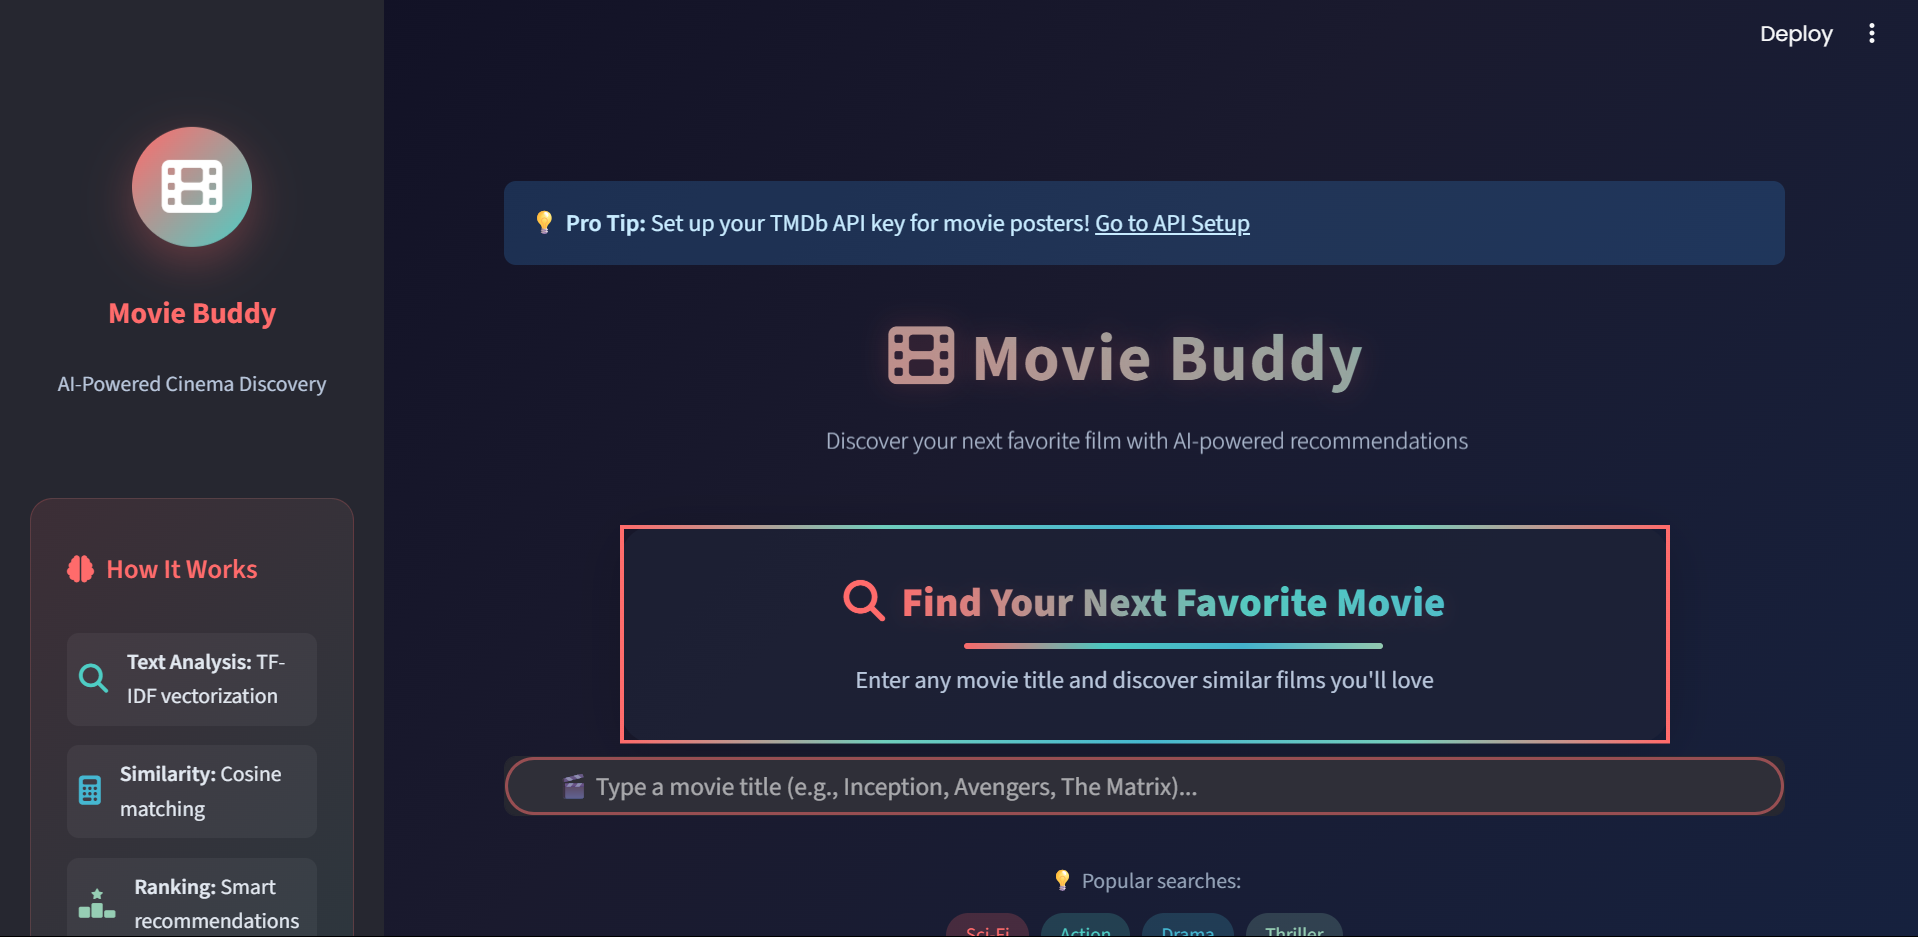 Deploy
Movie Buddy
AI-Powered Cinema Discovery
How It Works
Text Analysis: TF-
IDF vectorization
Similarity: Cosine
matching
Ranking: Smart
recommendations
Pro Tip: Set up your TMDb API key for movie posters! Go to API Setup
Movie Buddy
Discover your next favorite film with AI-powered recommendations
Find Your Next Favorite Movie
Enter any movie title and discover similar films you'll love
Type a movie title (e.g., Inception, Avengers, The Matrix)...
Popular searches:
Sci-Fi Action Drama Thriller